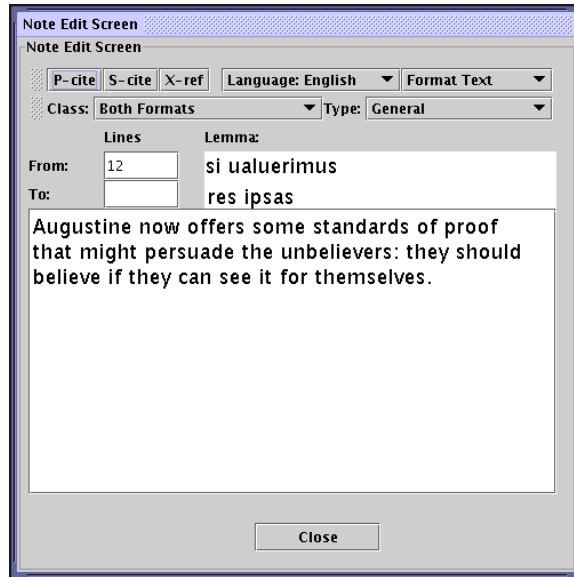 Note Edit Screen
Note Edit Screen
P-cite S-cite X-ref Language: English Format Text
Class: Both Formats Type: General
Lines Lemma:
From: 12 si ualuerimus
To: res ipsas
Augustine now offers some standards of proof
that might persuade the unbelievers: they should
believe if they can see it for themselves.
Close